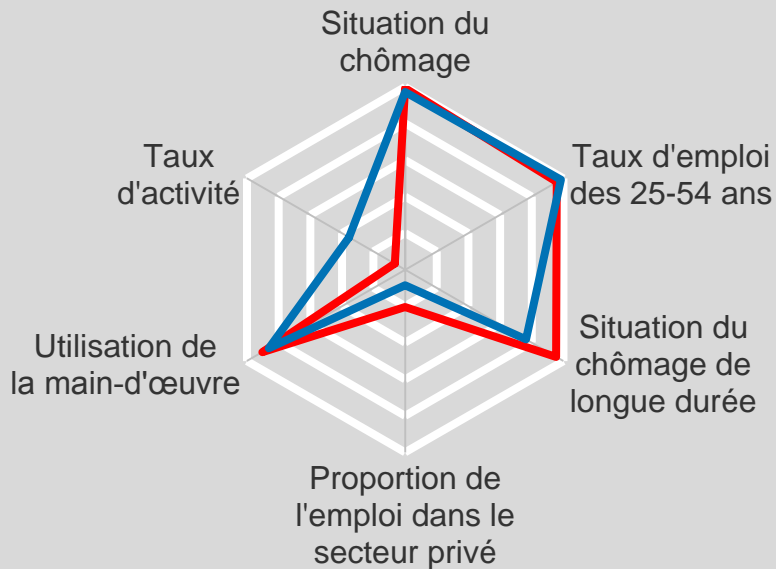 Situation du
chômage
Taux d'emploi
des 25-54 ans
Situation du
chômage de
longue durée
Proportion de
l'emploi dans le
secteur privé
Utilisation de
la main-d'œuvre
Taux
d'activité